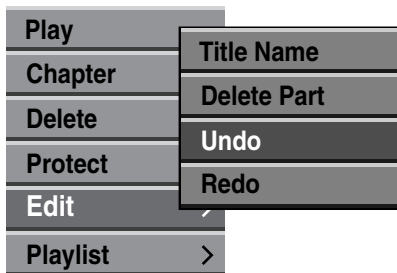 Play
Chapter
Delete
Protect
Edit
Playlist >
Title Name
Delete Part
Undo
Redo